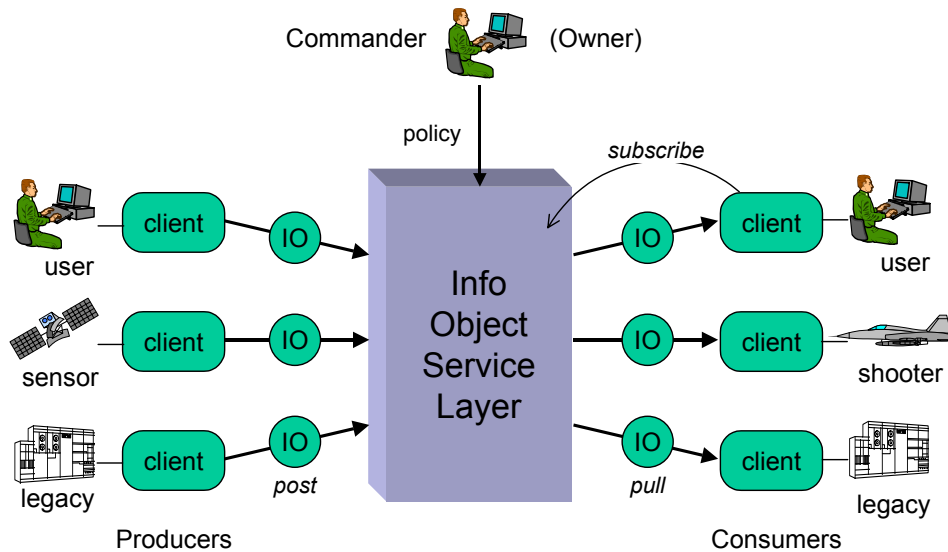 Commander (Owner)
policy
subscribe
client IO IO client
user user
Info
Object
Service
Layer
client IO IO client
sensor shooter
client IO IO client
legacy post pull legacy
Producers Consumers